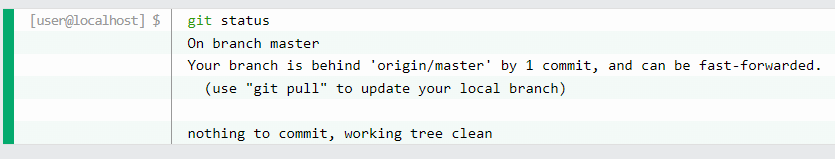 [user@localhost] $ git status
On branch master
Your branch is behind 'origin/master' by 1 commit, and can be fast-forwarded.
(use "git pull" to update your local branch)
nothing to commit, working tree clean